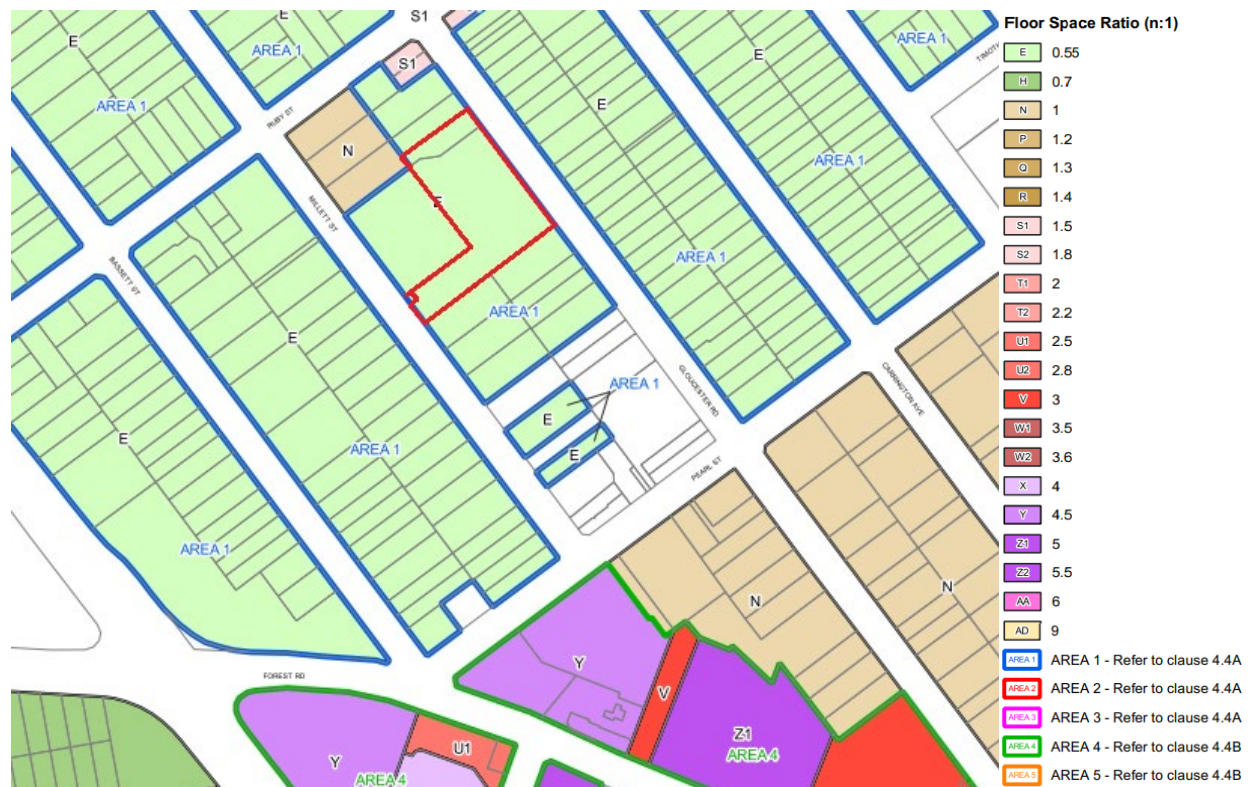 E
S1
AREA 1
AREA 1
TIMOTH
E
E
S1
AREA 1
E
RUBY ST
N
AREA 1
MILLETT ST
E
BASSETT ST
AREA 1
AREA 1
E
GLOUCESTER RD
CARRINGTON AVE
AREA 1
E
E
E
AREA 1
PEARL ST
AREA 1
N
N
Y
V
FOREST RD
Z1
AREA 4
U1
Y
AREA 4
Floor Space Ratio (n:1)
E 0.55
H 0.7
N 1
P 1.2
Q 1.3
R 1.4
S1 1.5
S2 1.8
T1 2
T2 2.2
U1 2.5
U2 2.8
V 3
W1 3.5
W2 3.6
X 4
Y 4.5
Z1 5
Z2 5.5
AA 6
AD 9
AREA 1 AREA 1 - Refer to clause 4.4A
AREA 2 AREA 2 - Refer to clause 4.4A
AREA 3 AREA 3 - Refer to clause 4.4A
AREA 4 AREA 4 - Refer to clause 4.4B
AREA 5 AREA 5 - Refer to clause 4.4B